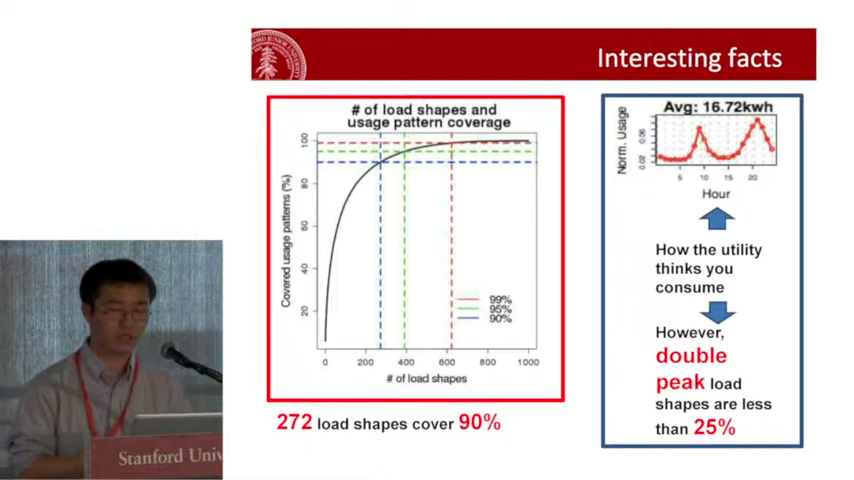 Interesting facts
# of load shapes and
usage pattern coverage
Covered usage patterns (%)
100
80
60
40
20
99%
95%
90%
0 200 400 600 800 1000
# of load shapes
272 load shapes cover 90%
Avg: 16.72kwh
Norm. Usage
0.06
0.02
5 10 15 20
Hour
How the utility
thinks you
consume
However,
double
peak load
shapes are less
than 25%
Stanford Univ